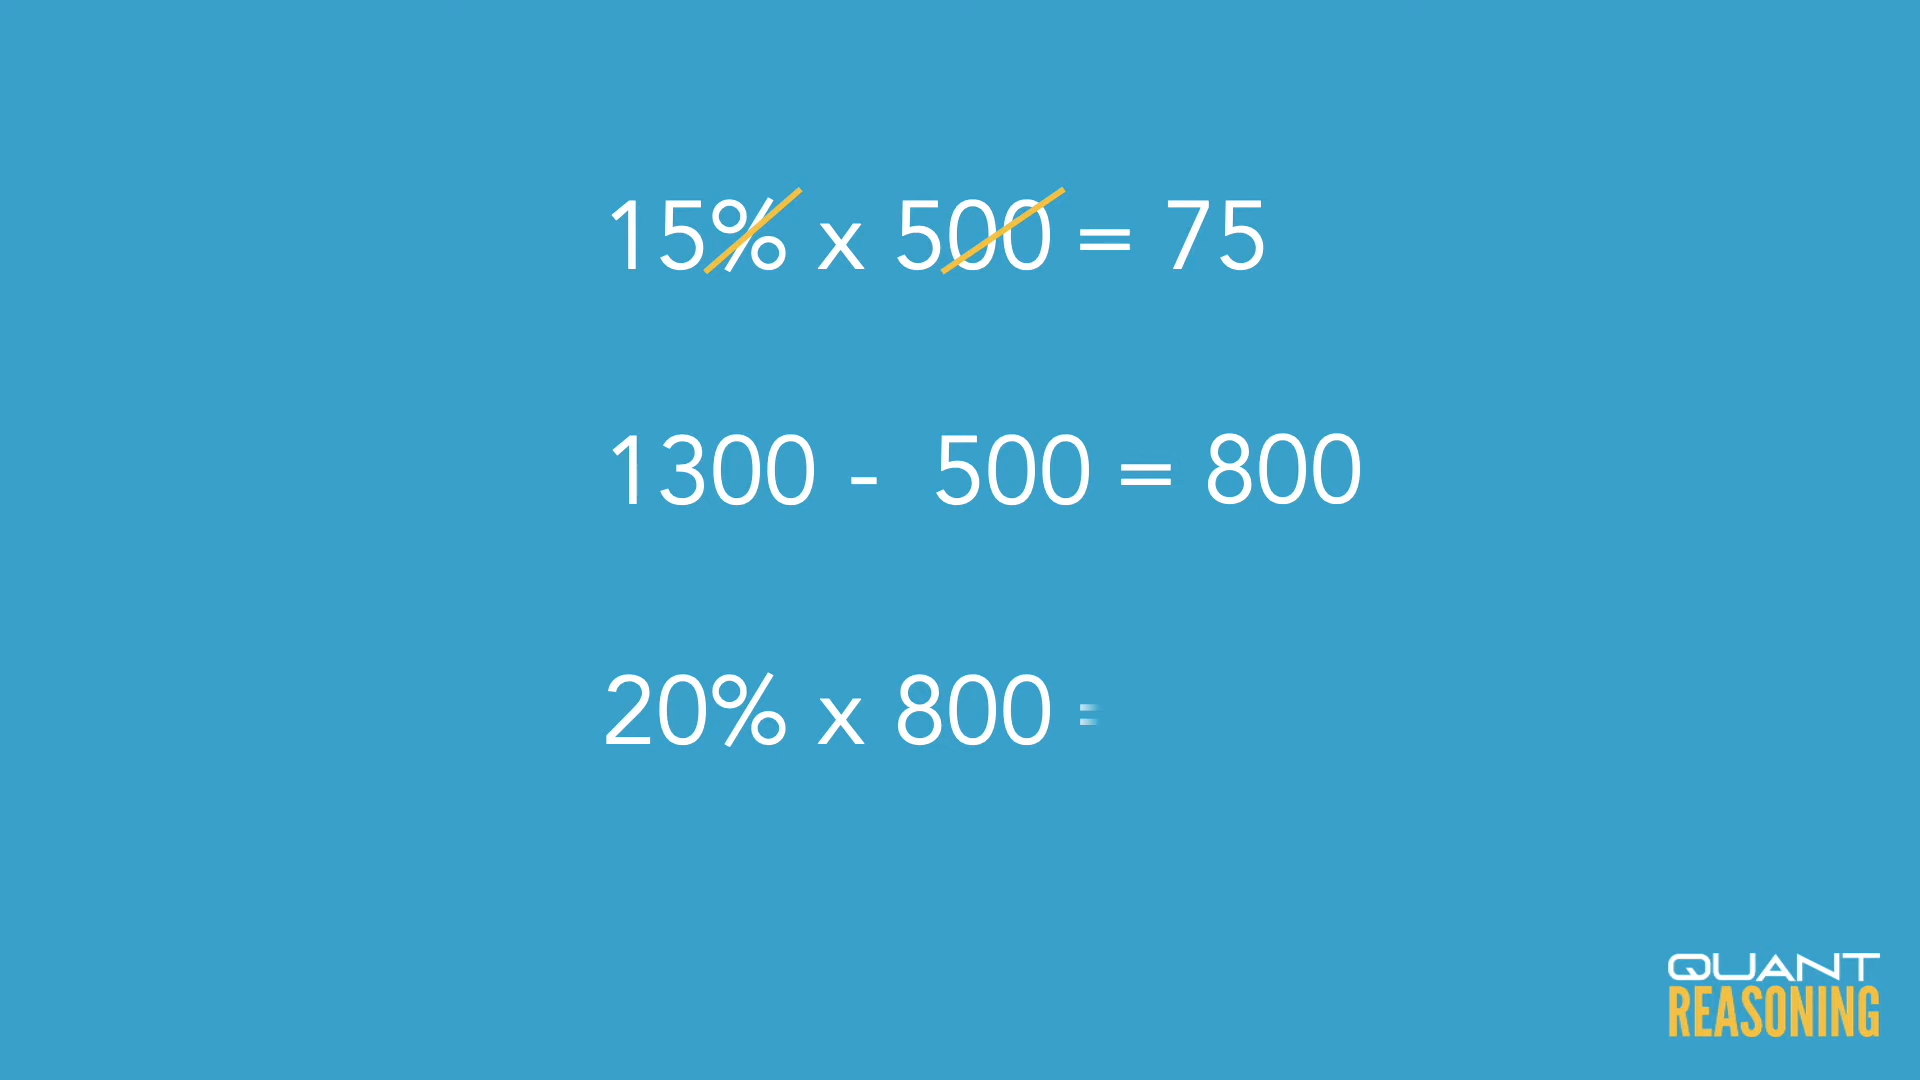 15% x 500 = 75
1300 - 500 = 800
20% x 800 =
QUANT
REASONING